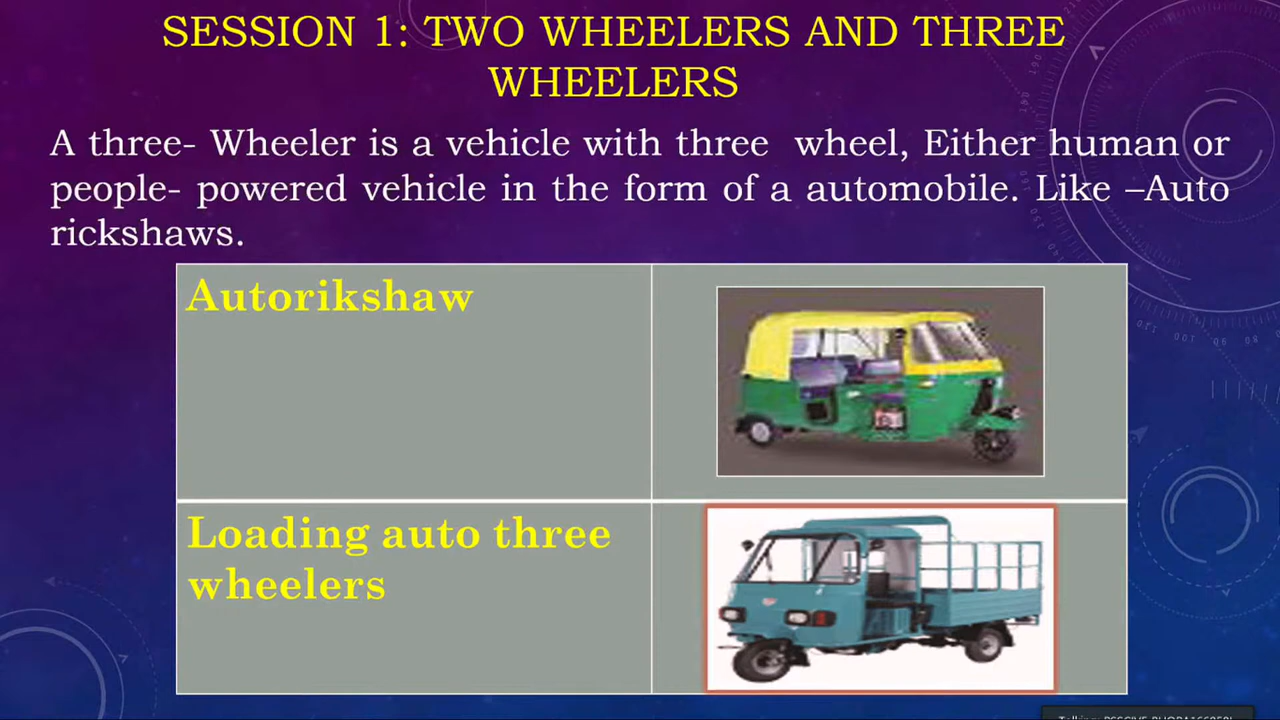 SESSION 1: TWO WHEELERS AND THREE
WHEELERS
A three- Wheeler is a vehicle with three wheel, Either human or
people- powered vehicle in the form of a automobile. Like –Auto
rickshaws.
Autorikshaw
Loading auto three
wheelers